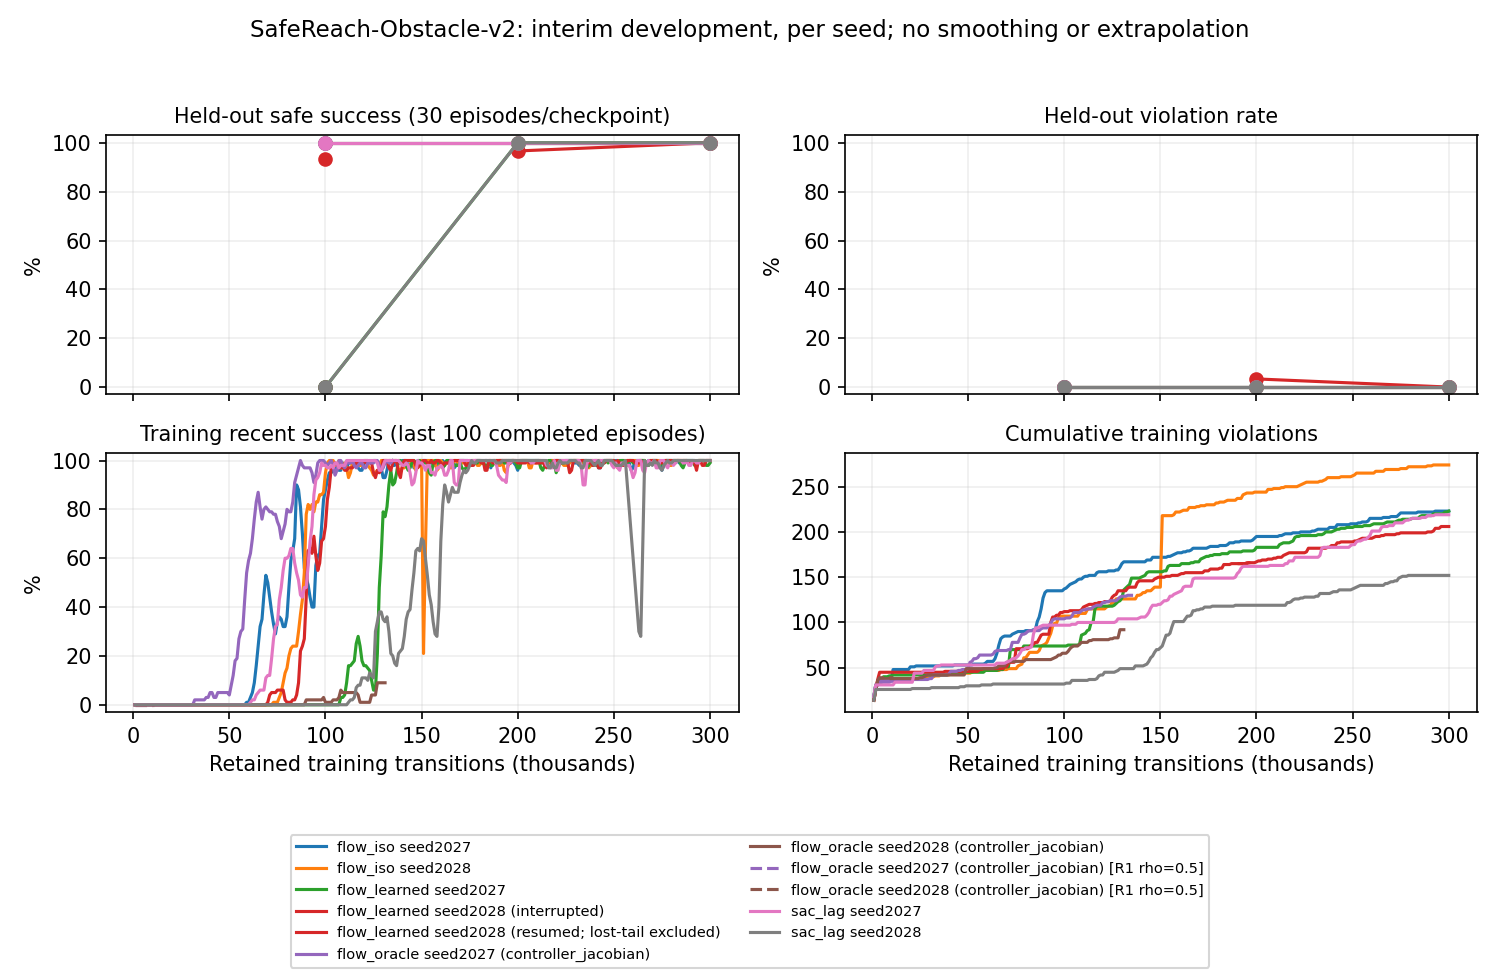 SafeReach-Obstacle-v2: interim development, per seed; no smoothing or extrapolation
Held-out safe success (30 episodes/checkpoint)
100
80
60
40
20
0
%
Held-out violation rate
100
80
60
40
20
0
%
Training recent success (last 100 completed episodes)
100
80
60
40
20
0
%
0 50 100 150 200 250 300
Retained training transitions (thousands)
Cumulative training violations
250
200
150
100
50
0 50 100 150 200 250 300
Retained training transitions (thousands)
flow_iso seed2027
flow_iso seed2028
flow_learned seed2027
flow_learned seed2028 (interrupted)
flow_learned seed2028 (resumed; lost-tail excluded)
flow_oracle seed2027 (controller_jacobian)
flow_oracle seed2028 (controller_jacobian)
flow_oracle seed2027 (controller_jacobian) [R1 rho=0.5]
flow_oracle seed2028 (controller_jacobian) [R1 rho=0.5]
sac_lag seed2027
sac_lag seed2028